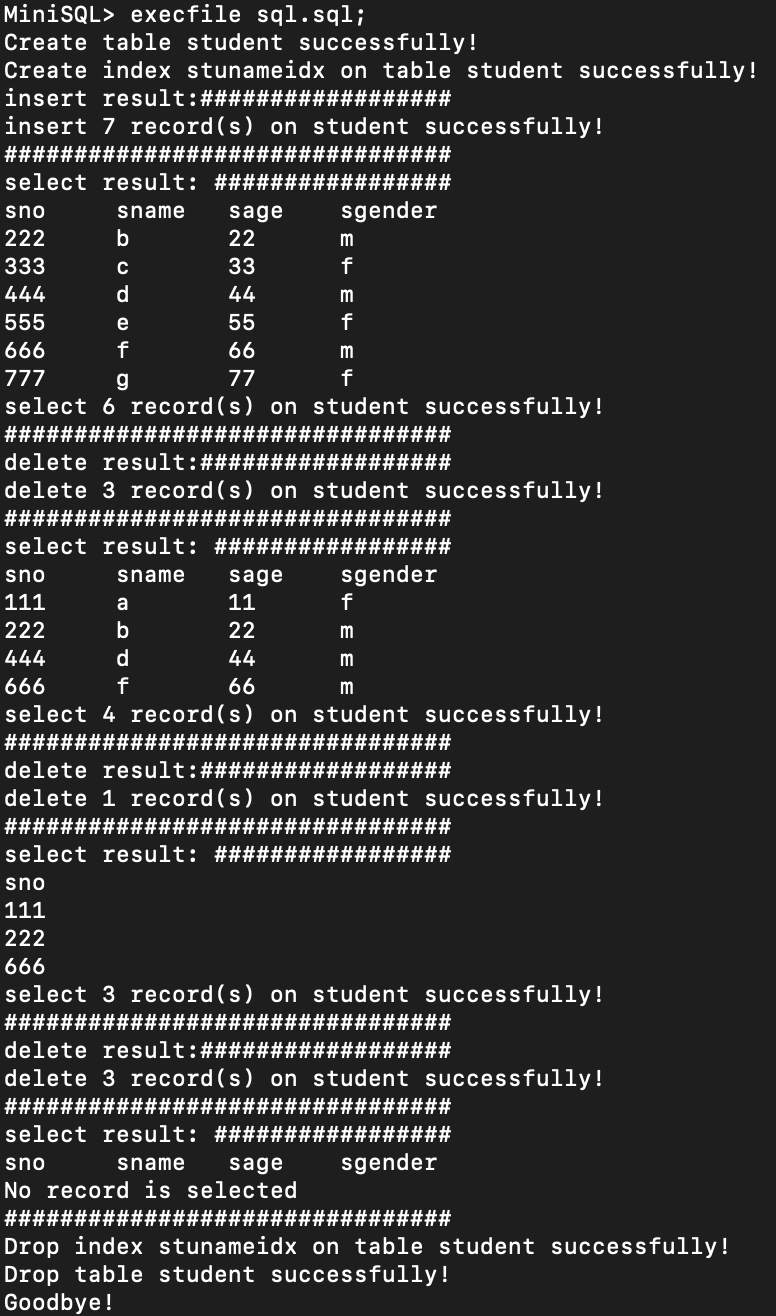 MiniSQL> execfile sql.sql;
Create table student successfully!
Create index stunameidx on table student successfully!
insert result:##################
insert 7 record(s) on student successfully!
################################
select result: #################
sno     sname   sage    sgender
222     b       22      m
333     c       33      f
444     d       44      m
555     e       55      f
666     f       66      m
777     g       77      f
select 6 record(s) on student successfully!
################################
delete result:##################
delete 3 record(s) on student successfully!
################################
select result: #################
sno     sname   sage    sgender
111     a       11      f
222     b       22      m
444     d       44      m
666     f       66      m
select 4 record(s) on student successfully!
################################
delete result:##################
delete 1 record(s) on student successfully!
################################
select result: #################
sno
111
222
666
select 3 record(s) on student successfully!
################################
delete result:##################
delete 3 record(s) on student successfully!
################################
select result: #################
sno     sname   sage    sgender
No record is selected
################################
Drop index stunameidx on table student successfully!
Drop table student successfully!
Goodbye!